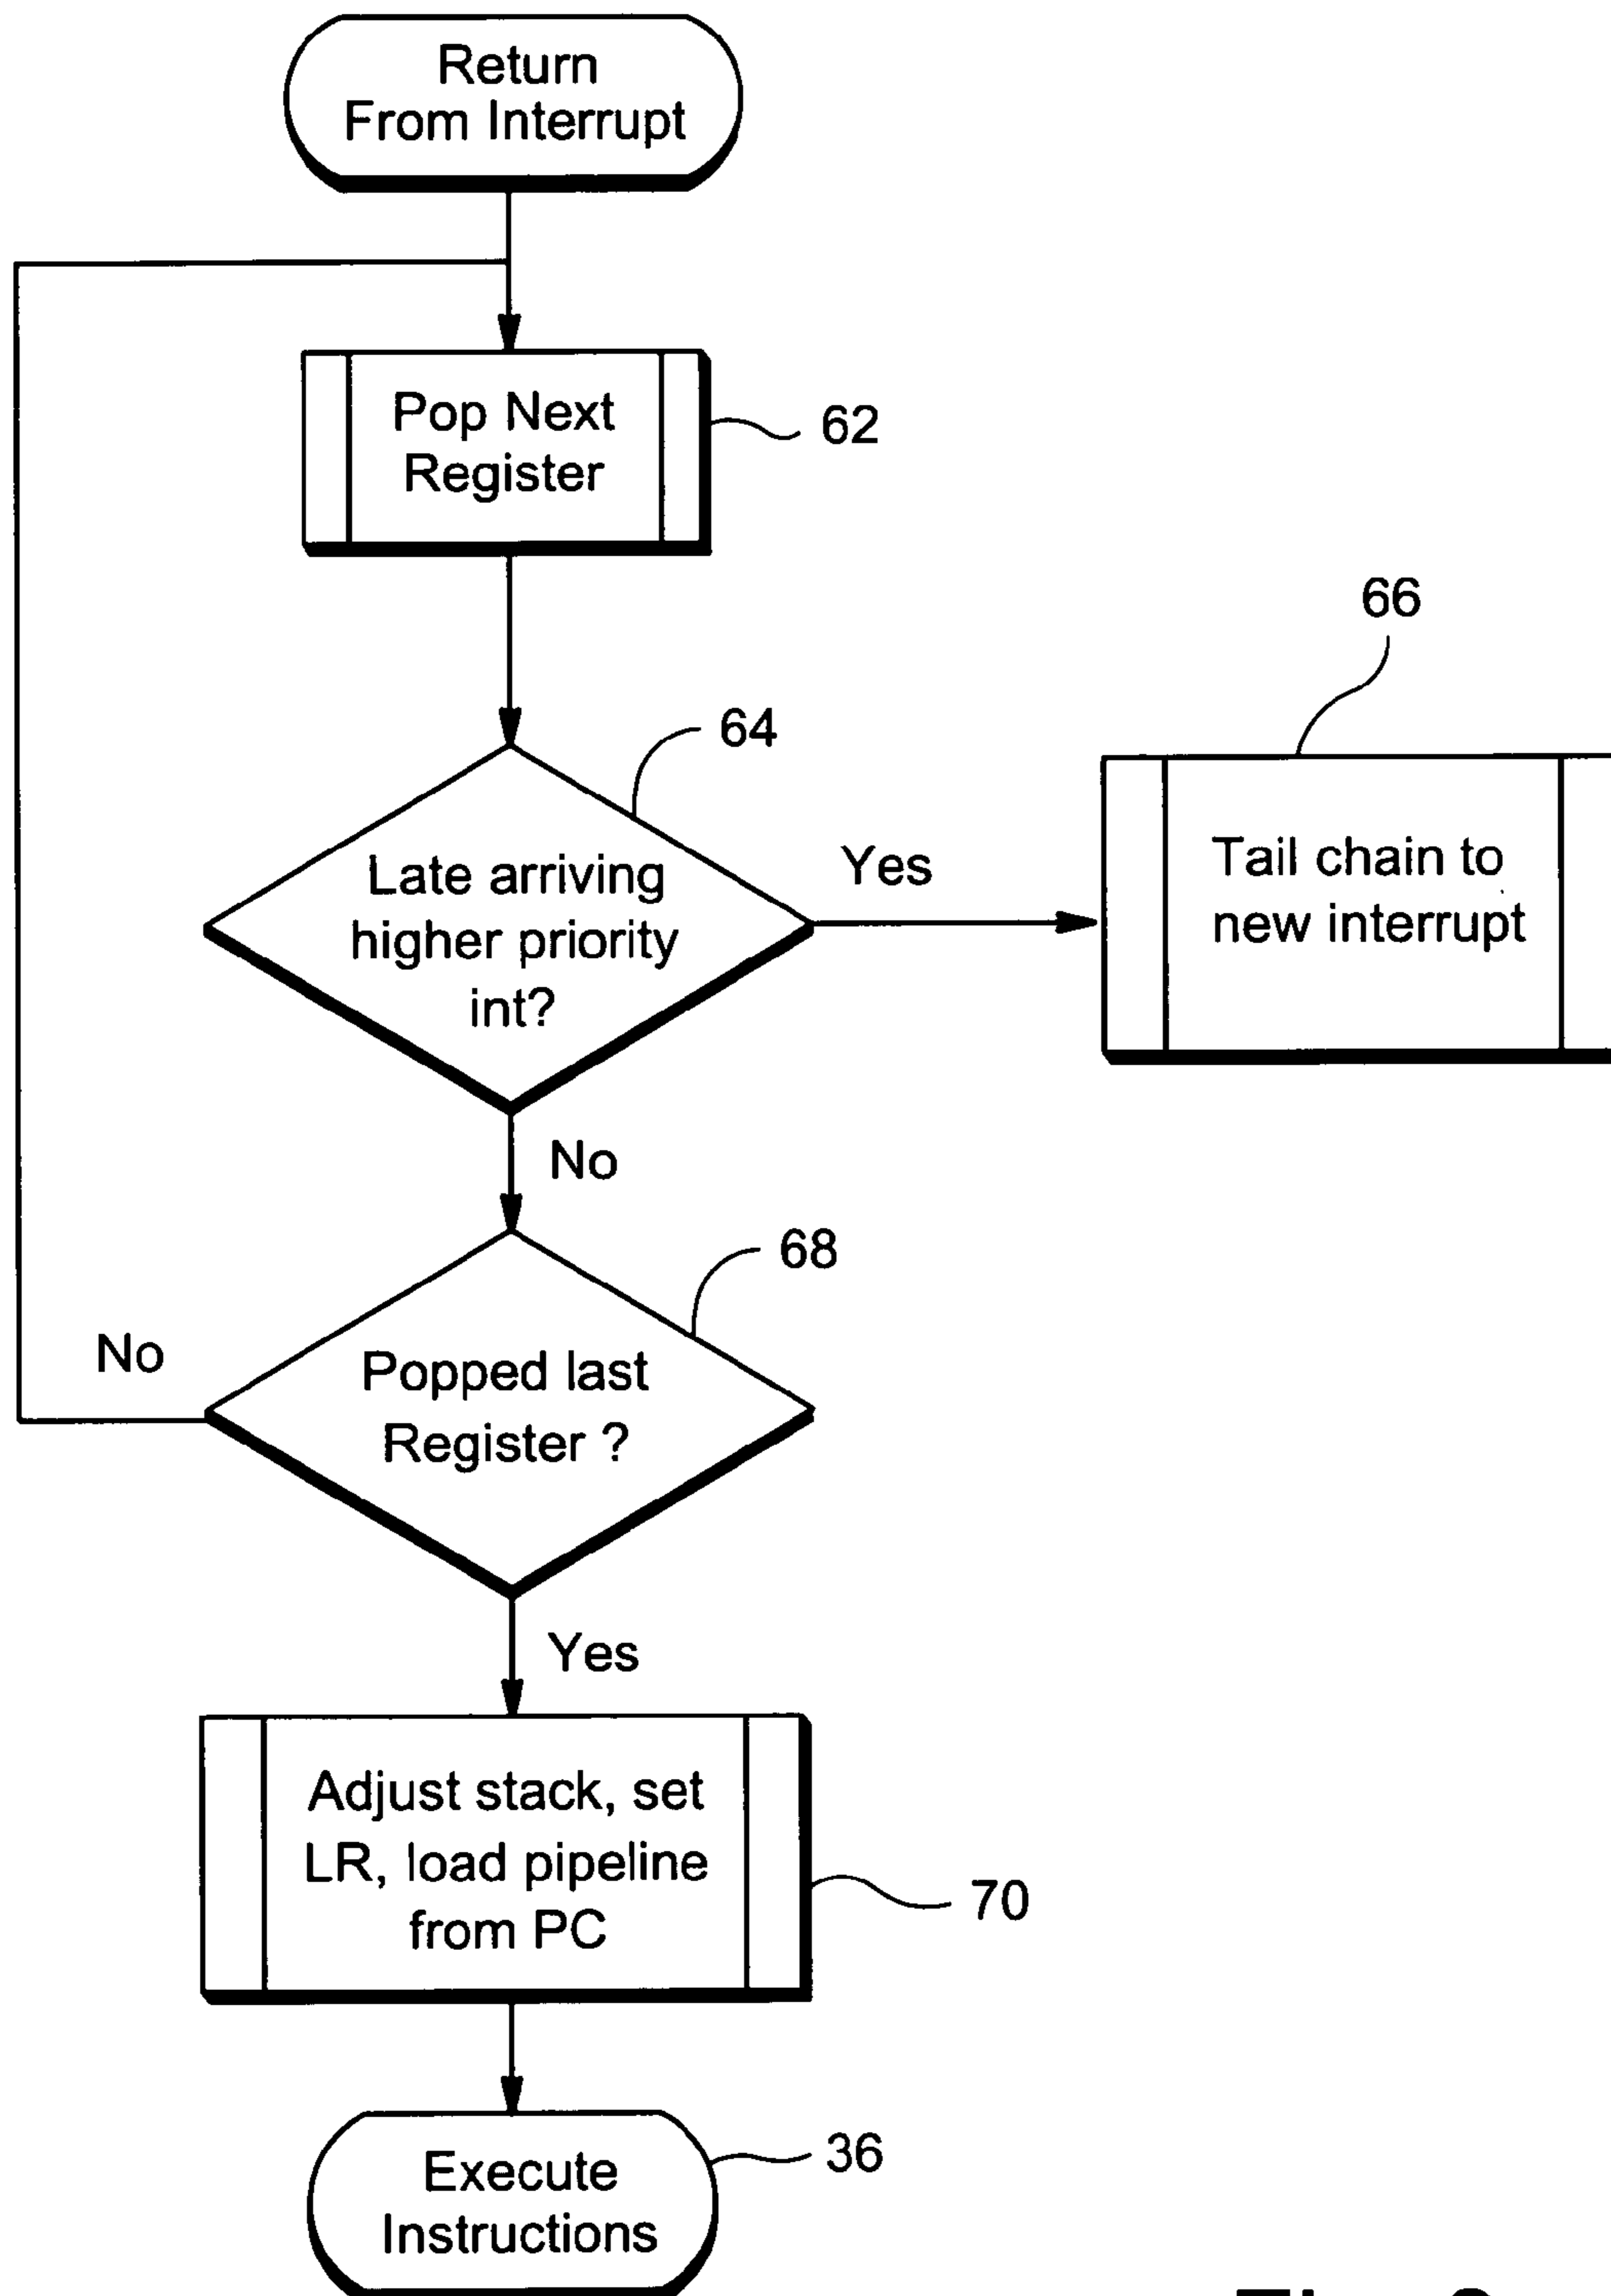 Return
From Interrupt
Pop Next
Register
62
66
64
Late arriving
higher priority
int?
Yes
Tail chain to
new interrupt
No
68
No
Popped last
Register ?
Yes
Adjust stack, set
LR, load pipeline
from PC
70
36
Execute
Instructions